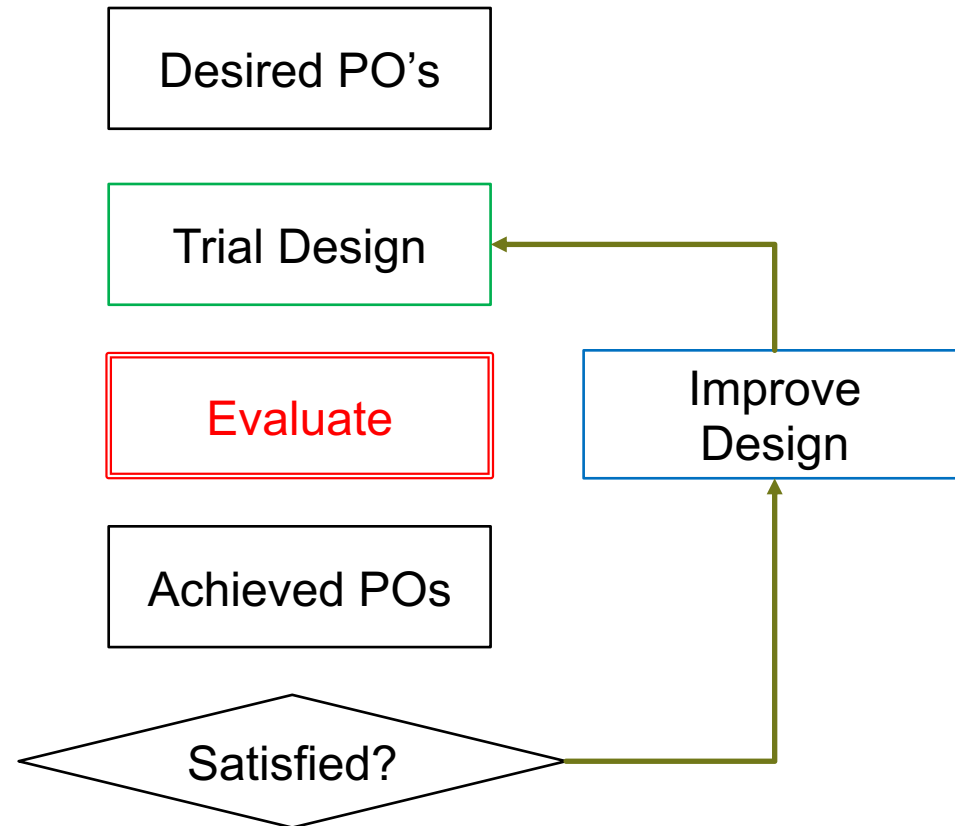 Desired PO’s
Trial Design
Evaluate
Improve
Design
Achieved POs
Satisfied?